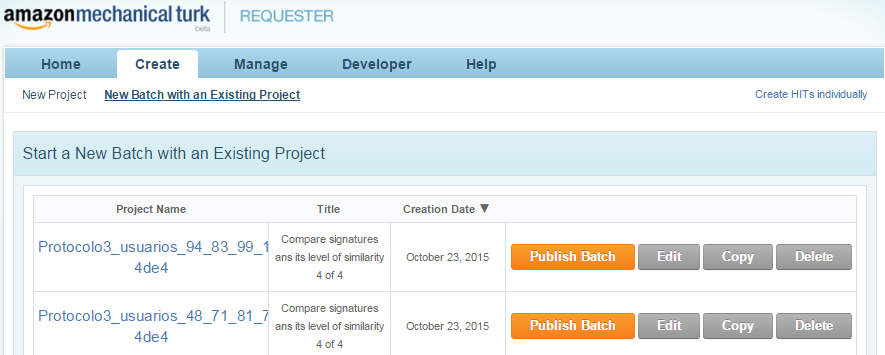 amazonmechanical turk
beta
REQUESTER
Home Create Manage Developer Help
New Project New Batch with an Existing Project Create HITs individually
Start a New Batch with an Existing Project
Project Name Title Creation Date ▼
Protocolo3_usuarios_94_83_99_1
4de4
Compare signatures
ans its level of similarity
4 of 4
October 23, 2015
Publish Batch Edit Copy Delete
Protocolo3_usuarios_48_71_81_7
4de4
Compare signatures
ans its level of similarity
4 of 4
October 23, 2015
Publish Batch Edit Copy Delete